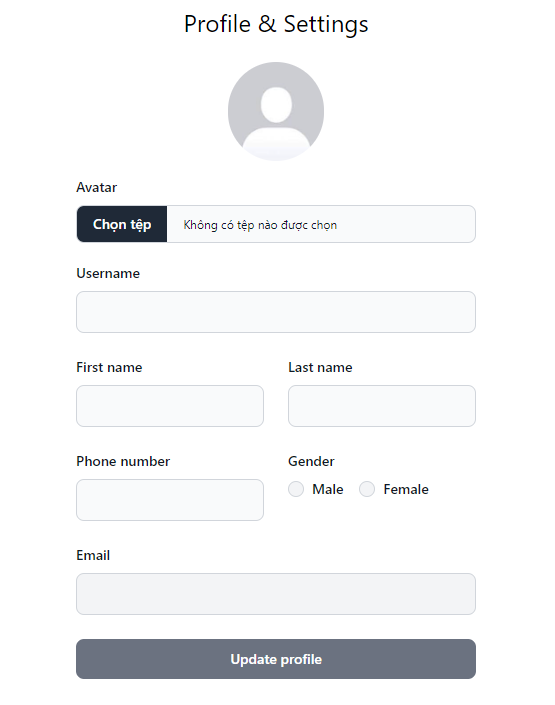 Profile & Settings
Avatar
Chọn tệp Không có tệp nào được chọn
Username
First name Last name
Phone number Gender
Male Female
Email
Update profile